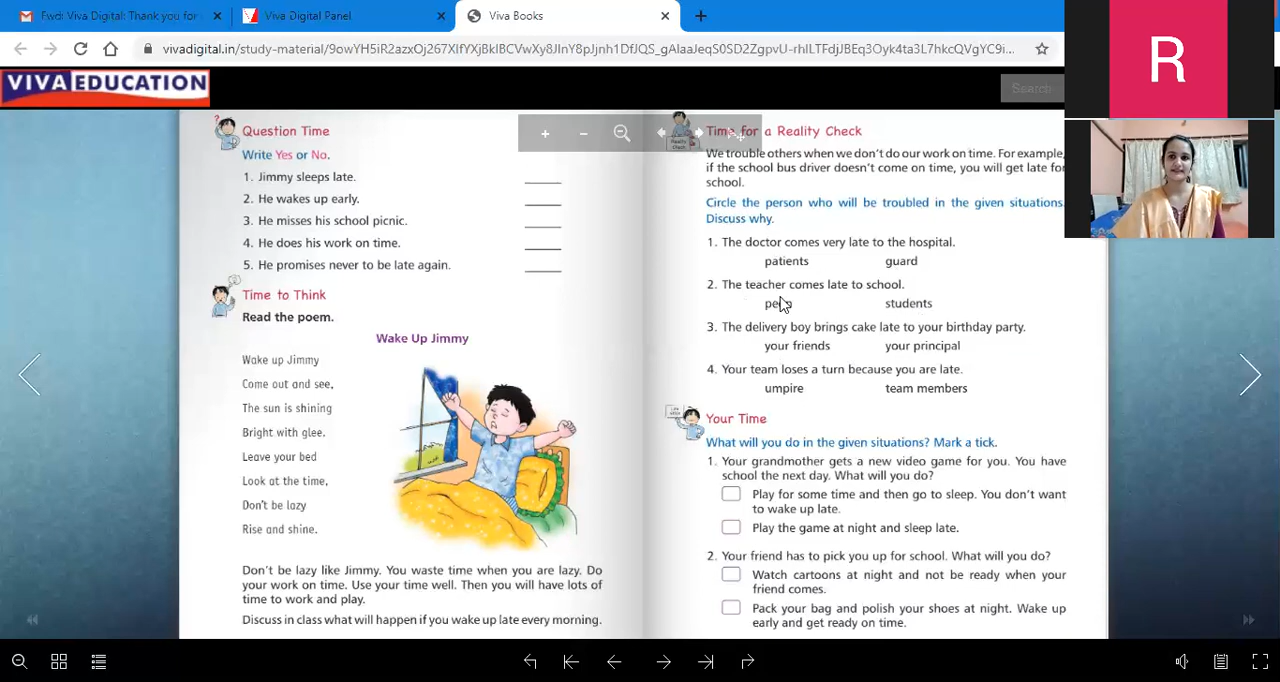 Fwd: Viva Digital: Thank you for
Viva Digital Panel
Viva Books
vivadigital.in/study-material/
VIVA EDUCATION
Search
Question Time
Write Yes or No.
1. Jimmy sleeps late.
2. He wakes up early.
3. He misses his school picnic.
4. He does his work on time.
5. He promises never to be late again.
Time to Think
Read the poem.
Wake Up Jimmy
Wake up Jimmy
Come out and see,
The sun is shining
Bright with glee.
Leave your bed
Look at the time,
Don't be lazy
Rise and shine.
Don't be lazy like Jimmy. You waste time when you are lazy. Do
your work on time. Use your time well. Then you will have lots of
time to work and play.
Discuss in class what will happen if you wake up late every morning.
Reality
Check
Time for a Reality Check
We trouble others when we don't do our work on time. For example,
if the school bus driver doesn't come on time, you will get late for
school.
Circle the person who will be troubled in the given situations.
Discuss why.
1. The doctor comes very late to the hospital.
patients guard
2. The teacher comes late to school.
students
3. The delivery boy brings cake late to your birthday party.
your friends your principal
4. Your team loses a turn because you are late.
umpire team members
Your Time
What will you do in the given situations? Mark a tick.
1. Your grandmother gets a new video game for you. You have
school the next day. What will you do?
Play for some time and then go to sleep. You don't want
to wake up late.
Play the game at night and sleep late.
2. Your friend has to pick you up for school. What will you do?
Watch cartoons at night and not be ready when your
friend comes.
Pack your bag and polish your shoes at night. Wake up
early and get ready on time.
R